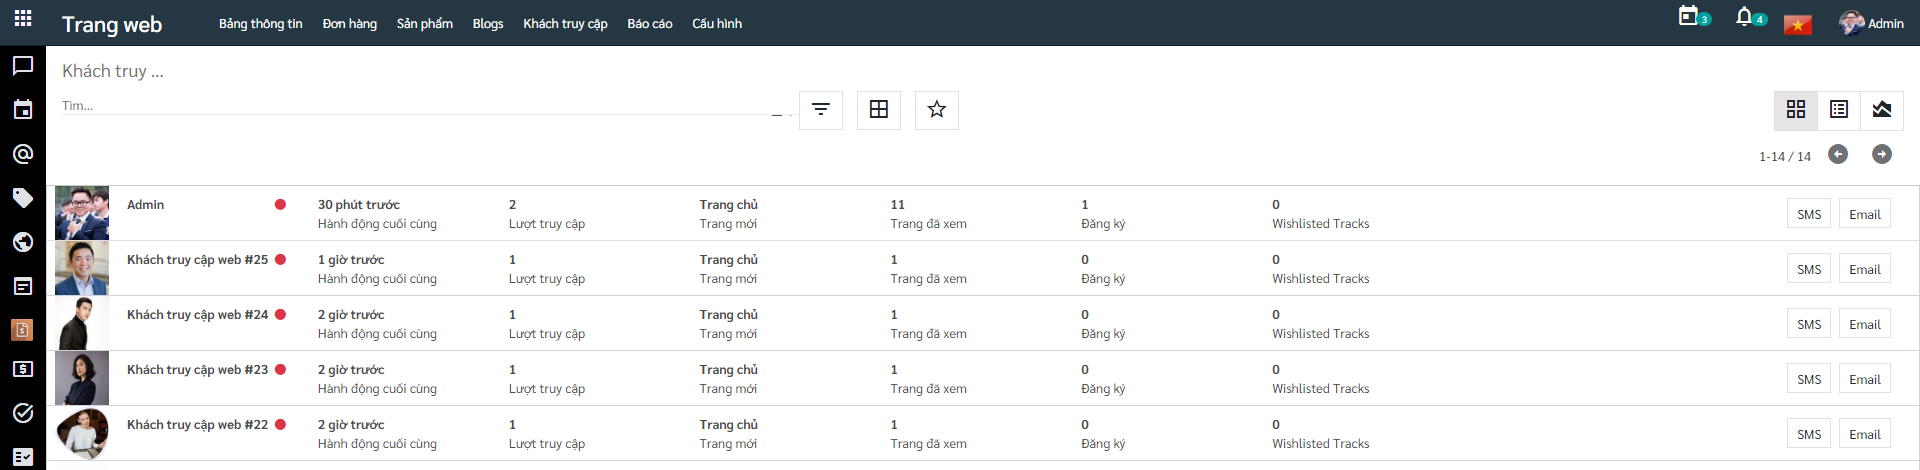 Trang web Bảng thông tin Đơn hàng Sản phẩm Blogs Khách truy cập Báo cáo Cấu hình 3 4 Admin
Khách truy ...
Tìm...
1-14 / 14
Admin 30 phút trước 2 Trang chủ 11 1 0 SMS Email
Hành động cuối cùng Lượt truy cập Trang mới Trang đã xem Đăng ký Wishlisted Tracks
Khách truy cập web #25 1 giờ trước 1 Trang chủ 1 0 0 SMS Email
Hành động cuối cùng Lượt truy cập Trang mới Trang đã xem Đăng ký Wishlisted Tracks
Khách truy cập web #24 2 giờ trước 1 Trang chủ 1 0 0 SMS Email
Hành động cuối cùng Lượt truy cập Trang mới Trang đã xem Đăng ký Wishlisted Tracks
Khách truy cập web #23 2 giờ trước 1 Trang chủ 1 0 0 SMS Email
Hành động cuối cùng Lượt truy cập Trang mới Trang đã xem Đăng ký Wishlisted Tracks
Khách truy cập web #22 2 giờ trước 1 Trang chủ 1 0 0 SMS Email
Hành động cuối cùng Lượt truy cập Trang mới Trang đã xem Đăng ký Wishlisted Tracks